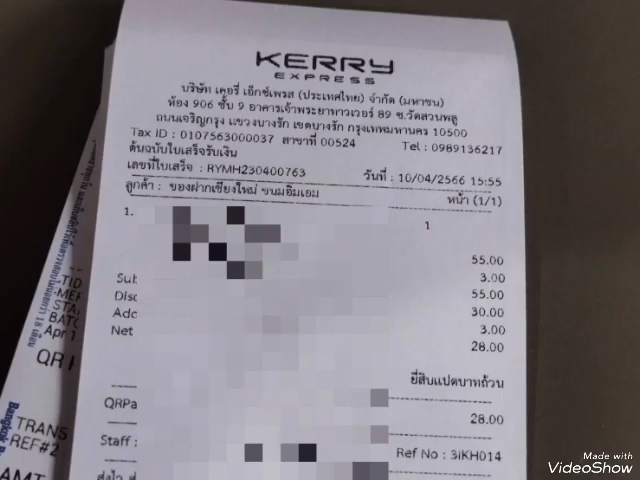 KERRY
EXPRESS
บริษัท เคอรี่ เอ็กซ์เพรส (ประเทศไทย) จำกัด (มหาชน)
ห้อง 906 ชั้น 9 อาคารเจ้าพระยาทาวเวอร์ 89 ซ.วัดสวนพลู
ถนนเจริญกรุง แขวงบางรัก เขตบางรัก กรุงเทพมหานคร 10500
Tax ID : 0107563000037 สาขาที่ 00524 Tel : 0989136217
ต้นฉบับใบเสร็จรับเงิน
เลขที่ใบเสร็จ : RYMH230400763 วันที่ : 10/04/2566 15:55
ลูกค้า : ของฝากเชียงใหม่ ขนมอิ่มเอม หน้า (1/1)
1. 1
55.00
3.00
Sub 55.00
Disc 30.00
Add 3.00
Net 28.00
ยี่สิบแปดบาทถ้วน
QRPa 28.00
Staff : Ref No : 3iKH014
TID
STA
BATC
Apr 1
QR
TRANS
REF#2
AMT
Made with
VideoShow